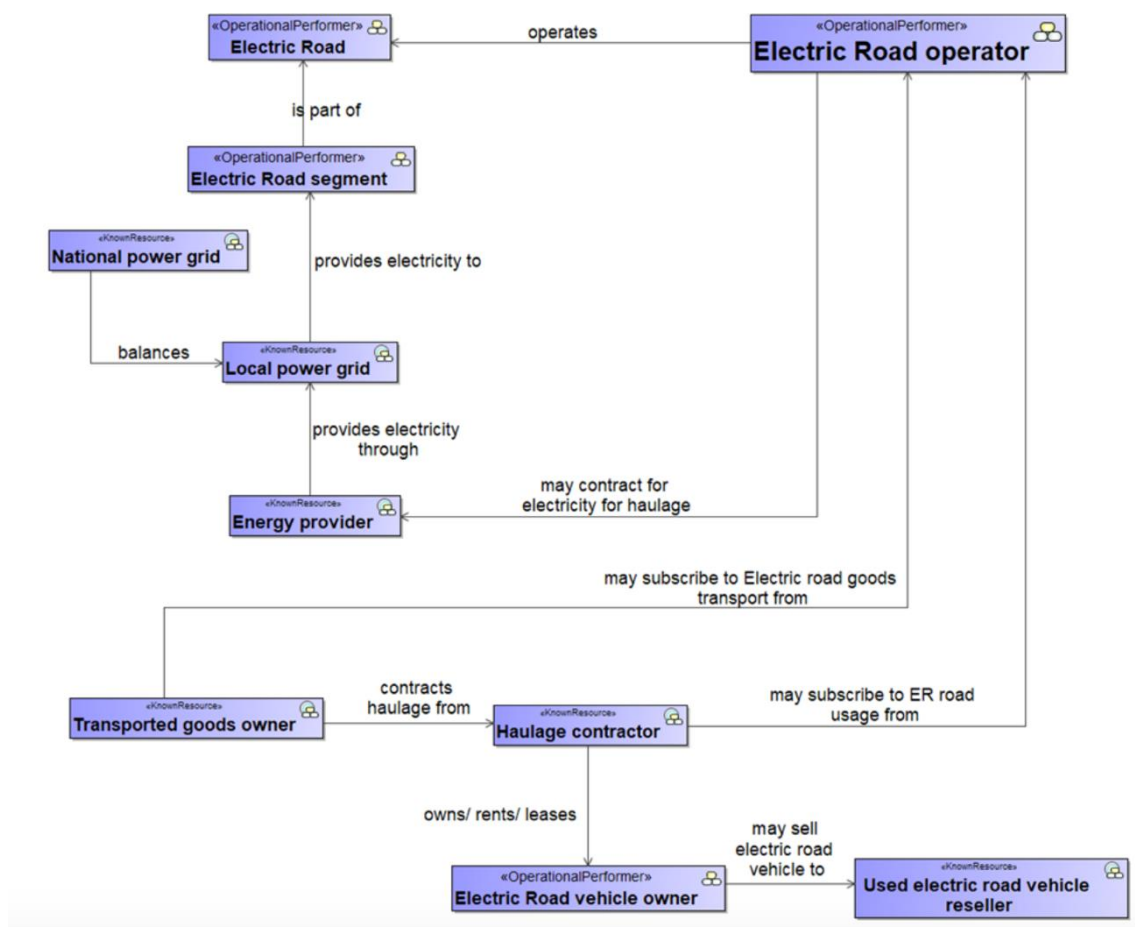 «OperationalPerformer»
Electric Road
operates
«OperationalPerformer»
Electric Road operator
is part of
«OperationalPerformer»
Electric Road segment
«KnownResource»
National power grid
provides electricity to
balances
«KnownResource»
Local power grid
provides electricity
through
«KnownResource»
Energy provider
may contract for
electricity for haulage
may subscribe to Electric road goods
transport from
«KnownResource»
Transported goods owner
contracts
haulage from
«KnownResource»
Haulage contractor
may subscribe to ER road
usage from
owns/ rents/ leases
«OperationalPerformer»
Electric Road vehicle owner
may sell
electric road
vehicle to
«KnownResource»
Used electric road vehicle
reseller